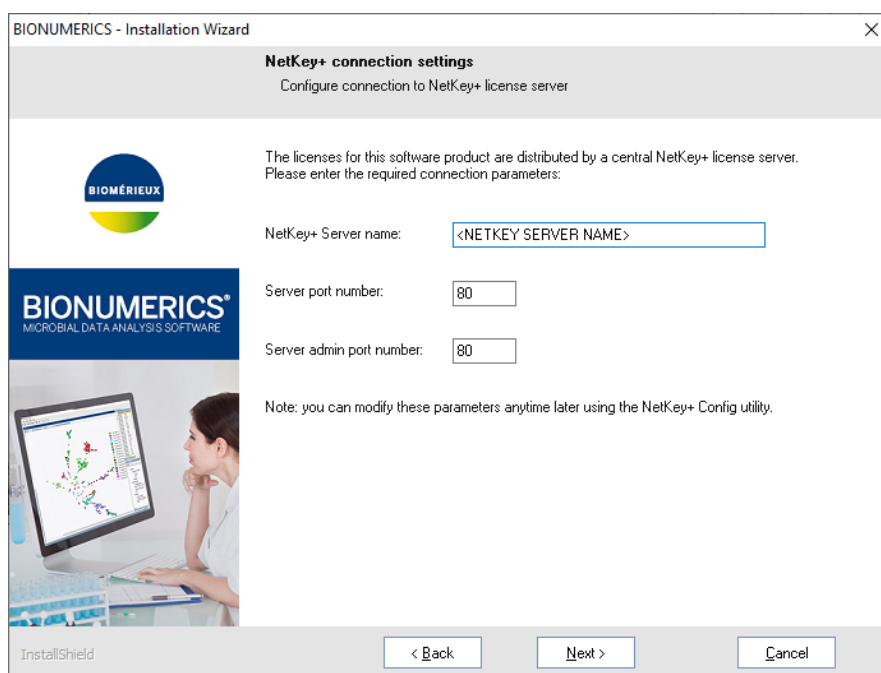 BIONUMERICS - Installation Wizard
NetKey+ connection settings
Configure connection to NetKey+ license server
BIOMÉRIEUX
The licenses for this software product are distributed by a central NetKey+ license server.
Please enter the required connection parameters:
NetKey+ Server name: <NETKEY SERVER NAME>
BIONUMERICS®
MICROBIAL DATA ANALYSIS SOFTWARE
Server port number: 80
Server admin port number: 80
Note: you can modify these parameters anytime later using the NetKey+ Config utility.
InstallShield
< Back Next > Cancel